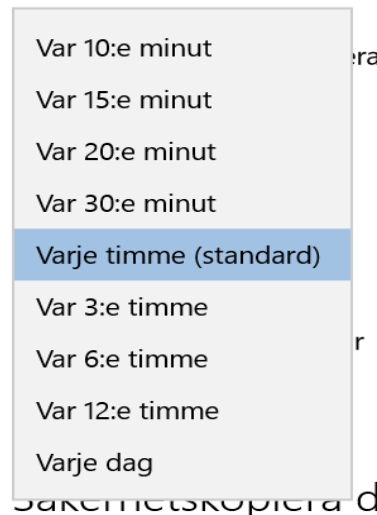 Var 10:e minut
Var 15:e minut
Var 20:e minut
Var 30:e minut
Varje timme (standard)
Var 3:e timme
Var 6:e timme
Var 12:e timme
Varje dag
Säkerhetskopiera d